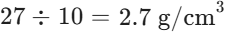 27 ÷ 10 = 2.7 g/cm³